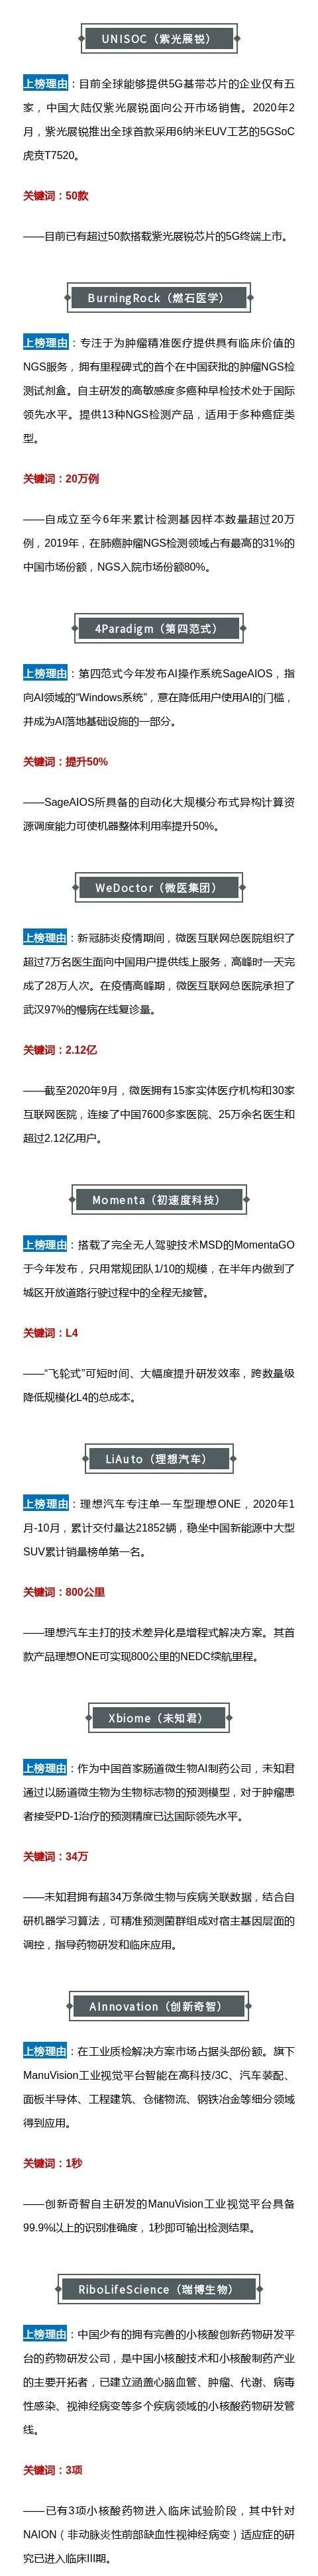 UNISOC（紫光展锐）
上榜理由：目前全球能够提供5G基带芯片的企业仅有五
家，中国大陆仅紫光展锐面向公开市场销售。2020年2
月，紫光展锐推出全球首款采用6纳米EUV工艺的5GSoC
虎贲T7520。
关键词：50款
——目前已有超过50款搭载紫光展锐芯片的5G终端上市。
BurningRock（燃石医学）
上榜理由：专注于为肿瘤精准医疗提供具有临床价值的
NGS服务，拥有里程碑式的首个在中国获批的肿瘤NGS检
测试剂盒。自主研发的高敏感度多癌种早检技术处于国际
领先水平。提供13种NGS检测产品，适用于多种癌症类
型。
关键词：20万例
——自成立至今6年来累计检测基因样本数量超过20万
例，2019年，在肺癌肿瘤NGS检测领域占有最高的31%的
中国市场份额，NGS入院市场份额80%。
4Paradigm（第四范式）
上榜理由：第四范式今年发布AI操作系统SageAIOS，指
向AI领域的“Windows系统”，意在降低用户使用AI的门槛，
并成为AI落地基础设施的一部分。
关键词：提升50%
——SageAIOS所具备的自动化大规模分布式异构计算资
源调度能力可使机器整体利用率提升50%。
WeDoctor（微医集团）
上榜理由：新冠肺炎疫情期间，微医互联网总医院组织了
超过7万名医生面向中国用户提供线上服务，高峰时一天完
成了28万人次。在疫情高峰期，微医互联网总医院承担了
武汉97%的慢病在线复诊量。
关键词：2.12亿
——截至2020年9月，微医拥有15家实体医疗机构和30家
互联网医院，连接了中国7600多家医院、25万余名医生和
超过2.12亿用户。
Momenta（初速度科技）
上榜理由：搭载了完全无人驾驶技术MSD的MomentaGO
于今年发布，只用常规团队1/10的规模，在半年内做到了
城区开放道路行驶过程中的全程无接管。
关键词：L4
——“飞轮式”可短时间、大幅度提升研发效率，跨数量级
降低规模化L4的总成本。
LiAuto（理想汽车）
上榜理由：理想汽车专注单一车型理想ONE，2020年1
月-10月，累计交付量达21852辆，稳坐中国新能源中大型
SUV累计销量榜单第一名。
关键词：800公里
——理想汽车主打的技术差异化是增程式解决方案。其首
款产品理想ONE可实现800公里的NEDC续航里程。
Xbiome（未知君）
上榜理由：作为中国首家肠道微生物AI制药公司，未知君
通过以肠道微生物为生物标志物的预测模型，对于肿瘤患
者接受PD-1治疗的预测精度已达国际领先水平。
关键词：34万
——未知君拥有超34万条微生物与疾病关联数据，结合自
研机器学习算法，可精准预测菌群组成对宿主基因层面的
调控，指导药物研发和临床应用。
AInnovation（创新奇智）
上榜理由：在工业质检解决方案市场占据头部份额。旗下
ManuVision工业视觉平台智能在高科技/3C、汽车装配、
面板半导体、工程建筑、仓储物流、钢铁冶金等细分领域
得到应用。
关键词：1秒
——创新奇智自主研发的ManuVision工业视觉平台具备
99.9%以上的识别准确度，1秒即可输出检测结果。
RiboLifeScience（瑞博生物）
上榜理由：中国少有的拥有完善的小核酸创新药物研发平
台的药物研发公司，是中国小核酸技术和小核酸制药产业
的主要开拓者，已建立涵盖心脑血管、肿瘤、代谢、病毒
性感染、视神经病变等多个疾病领域的小核酸药物研发管
线。
关键词：3项
——已有3项小核酸药物进入临床试验阶段，其中针对
NAION（非动脉炎性前部缺血性视神经病变）适应症的研
究已进入临床III期。